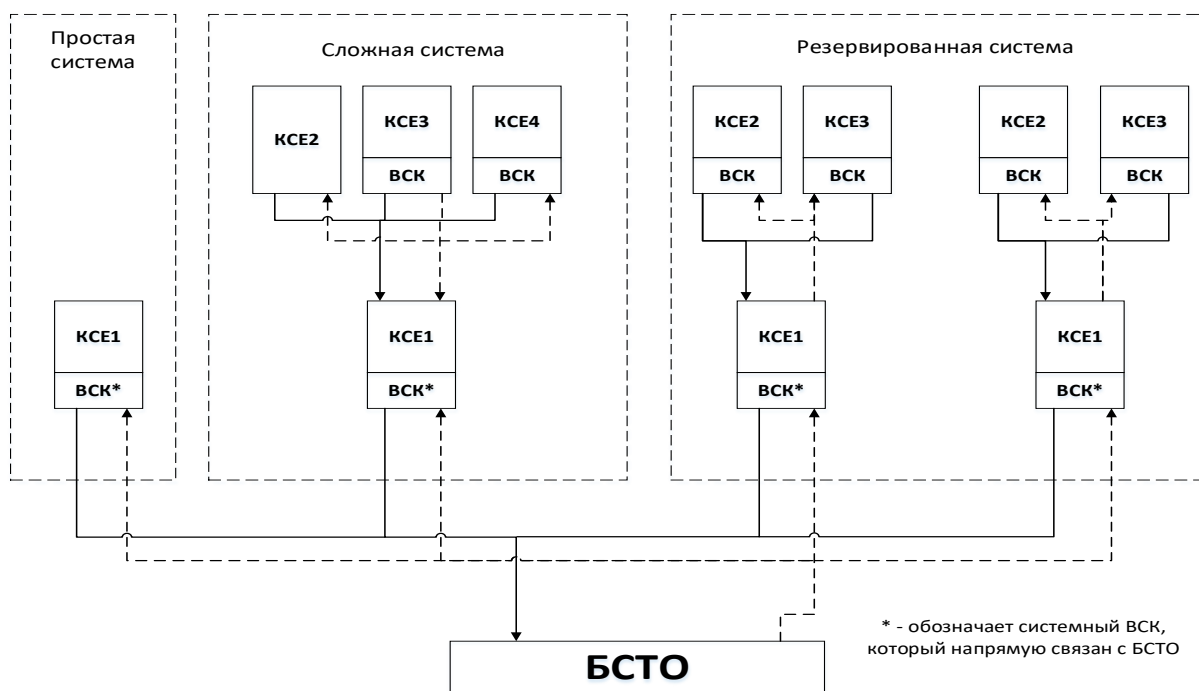 Простая
система
Сложная система
Резервированная система
КСЕ2
КСЕ3
ВСК
КСЕ4
ВСК
КСЕ2
ВСК
КСЕ3
ВСК
КСЕ2
ВСК
КСЕ3
ВСК
КСЕ1
ВСК*
КСЕ1
ВСК*
КСЕ1
ВСК*
КСЕ1
ВСК*
БСТО
* - обозначает системный ВСК,
который напрямую связан с БСТО